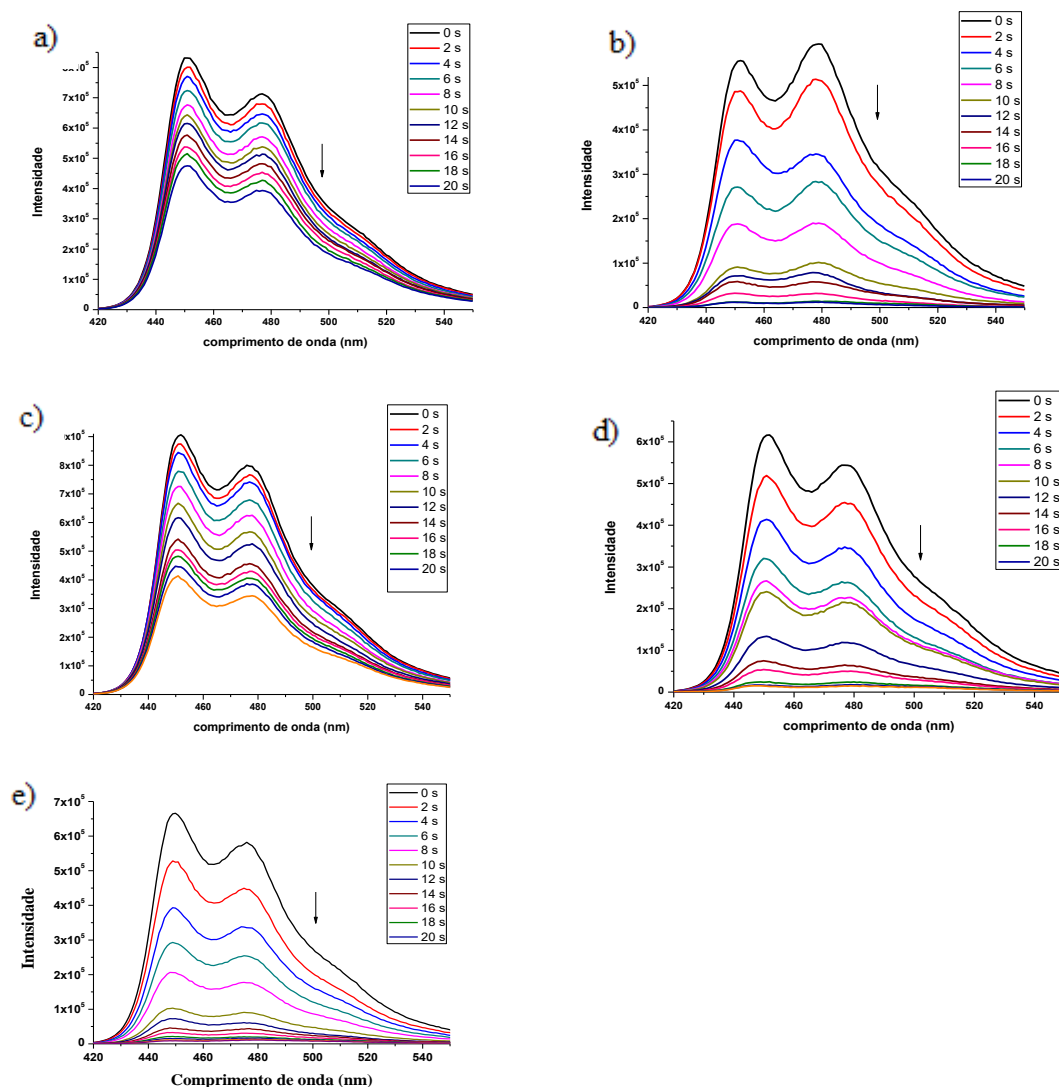 a)
0 s
2 s
4 s
6 s
8 s
10 s
12 s
14 s
16 s
18 s
20 s
7x10⁵
6x10⁵
5x10⁵
4x10⁵
3x10⁵
2x10⁵
1x10⁵
0
Intensidade
420 440 460 480 500 520 540
comprimento de onda (nm)
b)
0 s
2 s
4 s
6 s
8 s
10 s
12 s
14 s
16 s
18 s
20 s
5x10⁵
4x10⁵
3x10⁵
2x10⁵
1x10⁵
0
Intensidade
420 440 460 480 500 520 540
comprimento de onda (nm)
c)
0 s
2 s
4 s
6 s
8 s
10 s
12 s
14 s
16 s
18 s
20 s
8x10⁵
7x10⁵
6x10⁵
5x10⁵
4x10⁵
3x10⁵
2x10⁵
1x10⁵
0
Intensidade
420 440 460 480 500 520 540
comprimento de onda (nm)
d)
0 s
2 s
4 s
6 s
8 s
10 s
12 s
14 s
16 s
18 s
20 s
6x10⁵
5x10⁵
4x10⁵
3x10⁵
2x10⁵
1x10⁵
0
Intensidade
420 440 460 480 500 520 540
comprimento de onda (nm)
e)
0 s
2 s
4 s
6 s
8 s
10 s
12 s
14 s
16 s
18 s
20 s
7x10⁵
6x10⁵
5x10⁵
4x10⁵
3x10⁵
2x10⁵
1x10⁵
0
Intensidade
420 440 460 480 500 520 540
Comprimento de onda (nm)